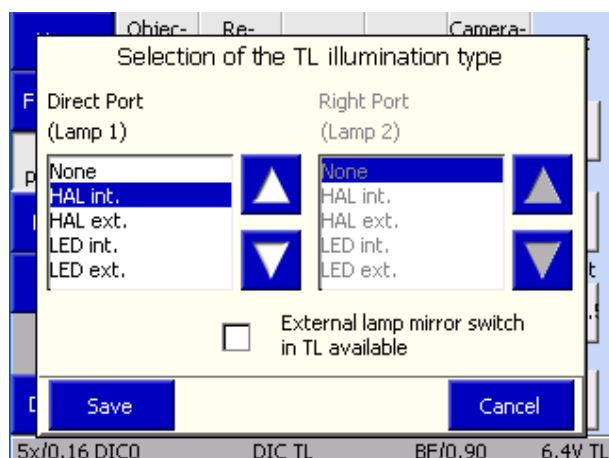 Objec-
Re-
Camera-
Selection of the TL illumination type
Direct Port
(Lamp 1)
Right Port
(Lamp 2)
None
HAL int.
HAL ext.
LED int.
LED ext.
None
HAL int.
HAL ext.
LED int.
LED ext.
External lamp mirror switch
in TL available
Save
Cancel
5x/0.16 DIC0
DIC TL
BF/0.90
6.4V TL